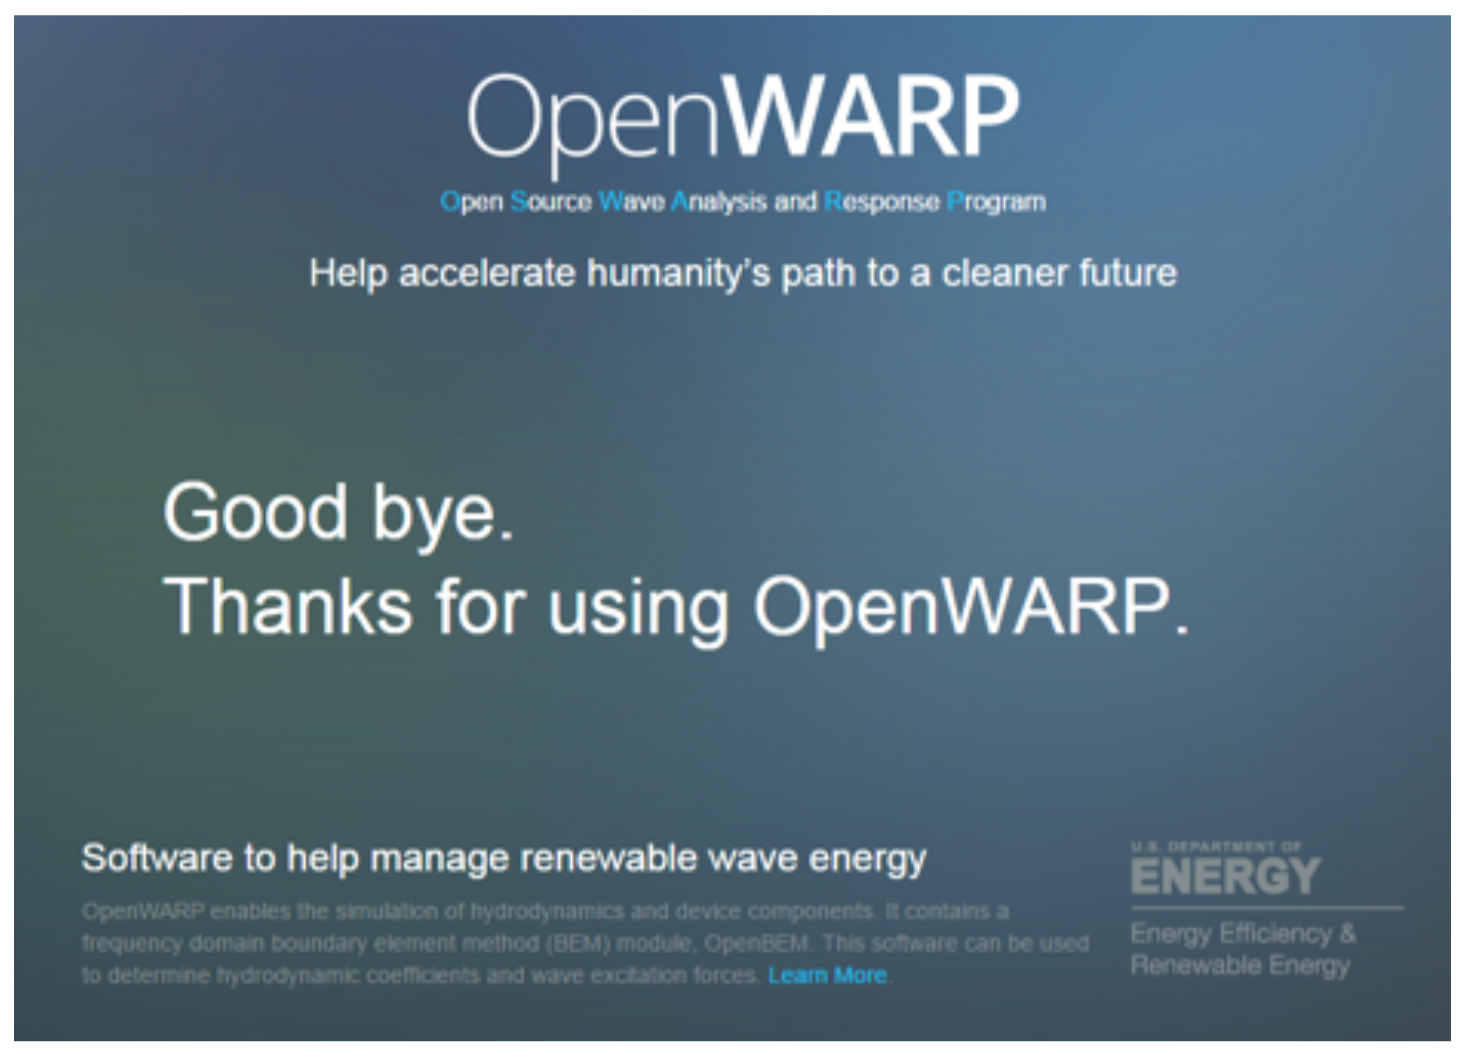 OpenWARP
Open Source Wave Analysis and Response Program
Help accelerate humanity’s path to a cleaner future
Good bye.
Thanks for using OpenWARP.
Software to help manage renewable wave energy
OpenWARP enables the simulation of hydrodynamics and device components. It contains a
frequency domain boundary element method (BEM) module, OpenBEM. This software can be used
to determine hydrodynamic coefficients and wave excitation forces. Learn More.
U.S. DEPARTMENT OF
ENERGY
Energy Efficiency &
Renewable Energy